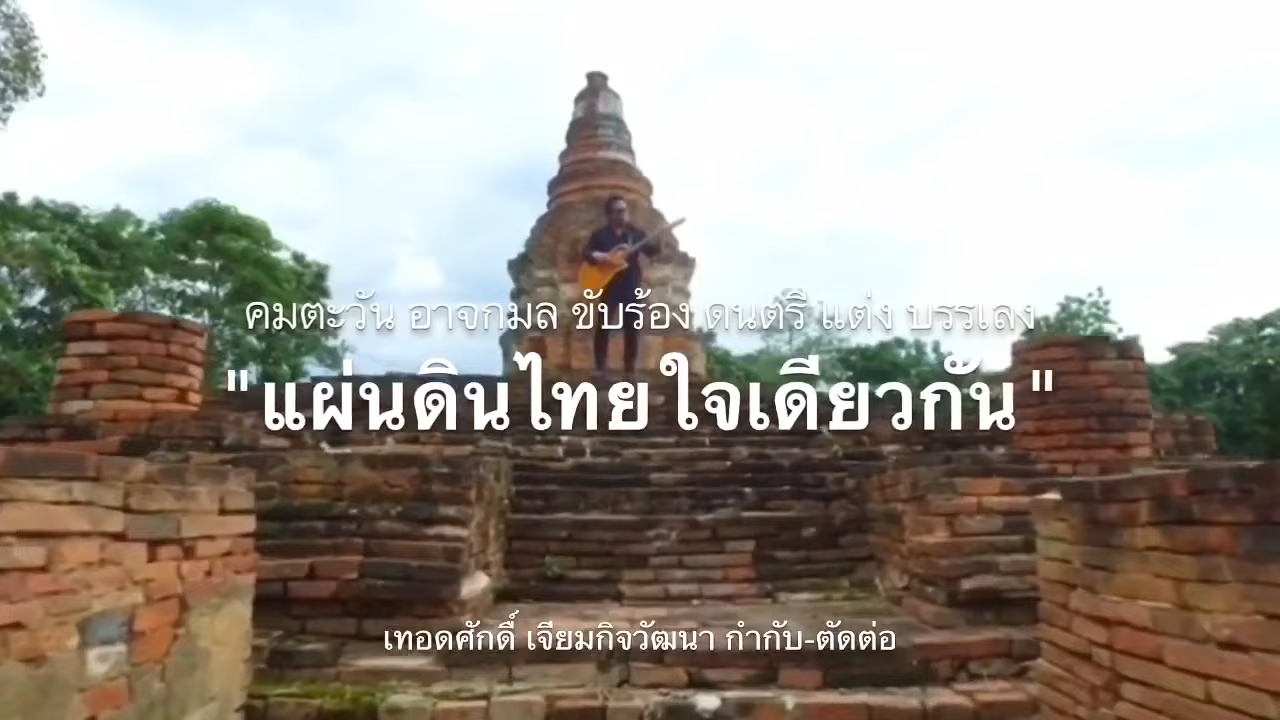 คมตะวัน อาจกมล ขับร้อง ดนตรี แต่ง บรรเลง
"แผ่นดินไทย ใจเดียวกัน"
เทอดศักดิ์ เจียมกิจวัฒนา กำกับ-ตัดต่อ